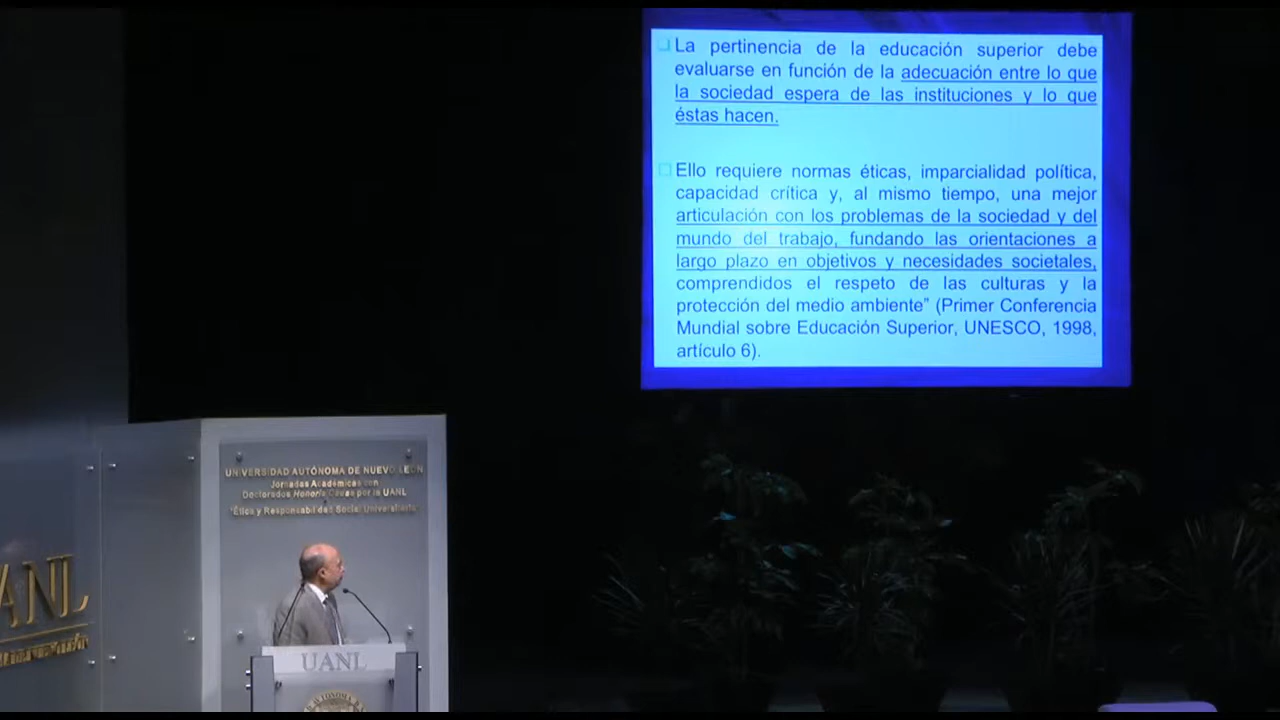 La pertinencia de la educación superior debe
evaluarse en función de la adecuación entre lo que
la sociedad espera de las instituciones y lo que
éstas hacen.
Ello requiere normas éticas, imparcialidad política,
capacidad crítica y, al mismo tiempo, una mejor
articulación con los problemas de la sociedad y del
mundo del trabajo, fundando las orientaciones a
largo plazo en objetivos y necesidades societales,
comprendidos el respeto de las culturas y la
protección del medio ambiente” (Primer Conferencia
Mundial sobre Educación Superior, UNESCO, 1998,
artículo 6).
UNIVERSIDAD AUTÓNOMA DE NUEVO LEÓN
Jornadas Académicas con
Doctorados Honoris Causa por la UANL
"Ética y Responsabilidad Social Universitaria"
ANL
UANL